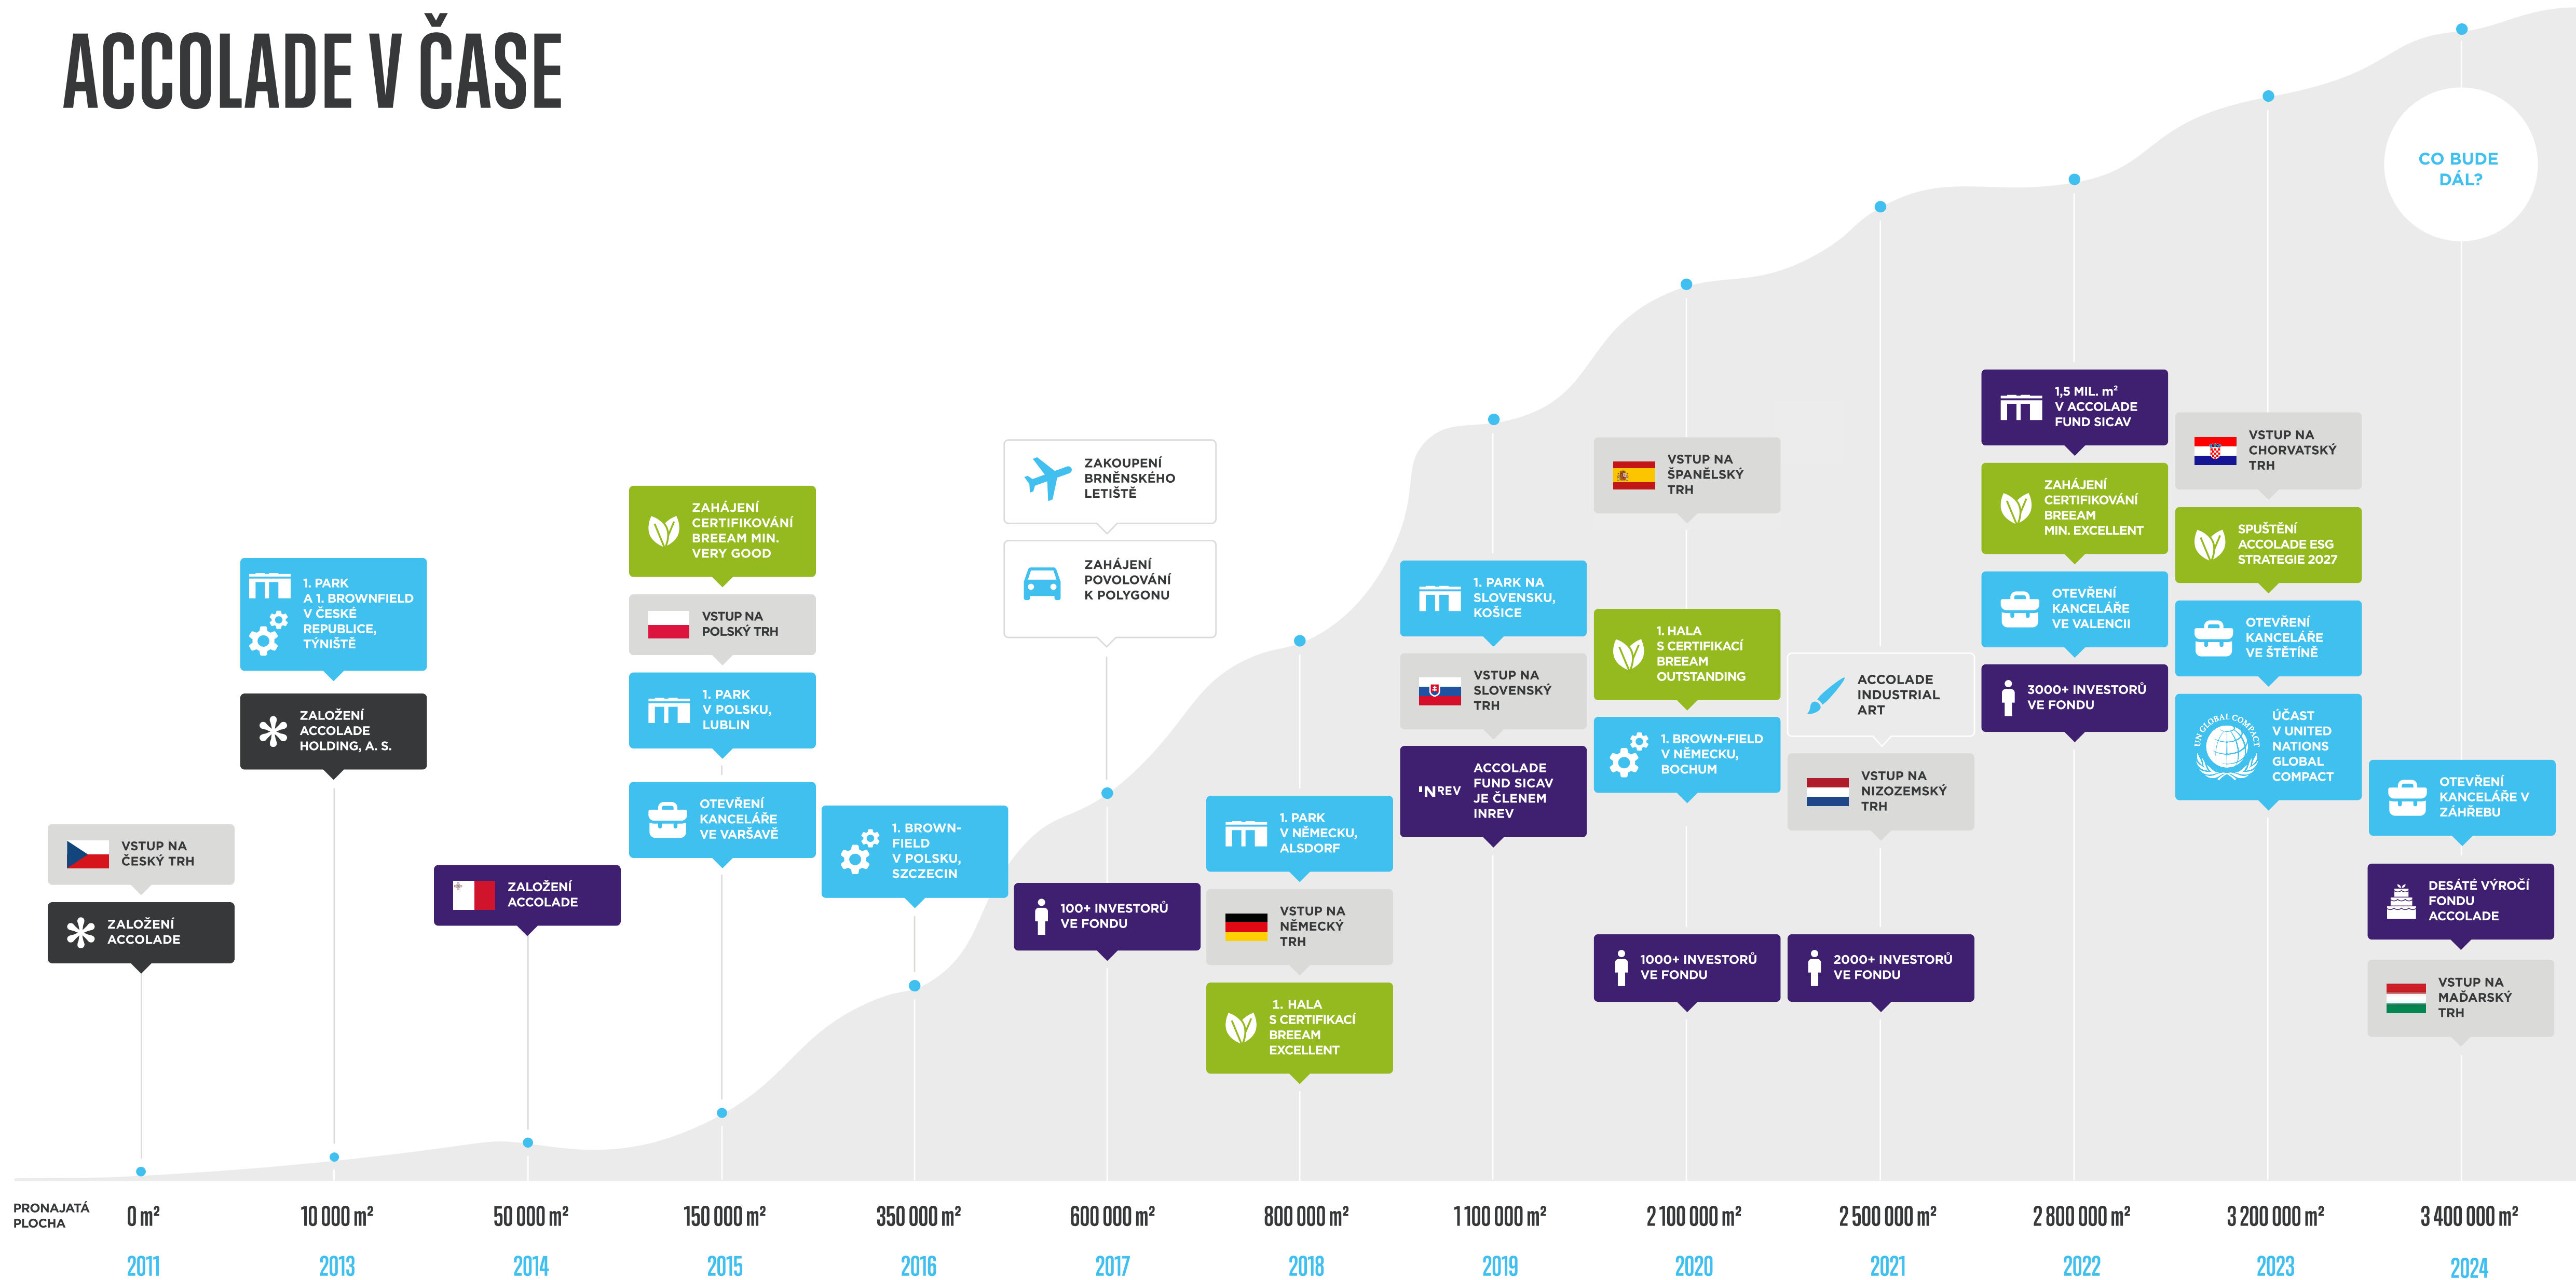 ACCOLADE V ČASE
CO BUDE
DÁL?
VSTUP NA
ČESKÝ TRH
ZALOŽENÍ
ACCOLADE
1. PARK
A 1. BROWNFIELD
V ČESKÉ
REPUBLICE,
TÝNIŠTĚ
ZALOŽENÍ
ACCOLADE
HOLDING, A. S.
ZALOŽENÍ
ACCOLADE
ZAHÁJENÍ
CERTIFIKOVÁNÍ
BREEAM MIN.
VERY GOOD
VSTUP NA
POLSKÝ TRH
1. PARK
V POLSKU,
LUBLIN
OTEVŘENÍ
KANCELÁŘE
VE VARŠAVĚ
1. BROWN-
FIELD
V POLSKU,
SZCZECIN
ZAKOUPENÍ
BRNĚNSKÉHO
LETIŠTĚ
ZAHÁJENÍ
POVOLOVÁNÍ
K POLYGONU
100+ INVESTORŮ
VE FONDU
1. PARK
V NĚMECKU,
ALSDORF
VSTUP NA
NĚMECKÝ
TRH
1. HALA
S CERTIFIKACÍ
BREEAM
EXCELLENT
1. PARK NA
SLOVENSKU,
KOŠICE
VSTUP NA
SLOVENSKÝ
TRH
INREV
ACCOLADE
FUND SICAV
JE ČLENEM
INREV
VSTUP NA
ŠPANĚLSKÝ
TRH
1. HALA
S CERTIFIKACÍ
BREEAM
OUTSTANDING
1. BROWN-FIELD
V NĚMECKU,
BOCHUM
1000+ INVESTORŮ
VE FONDU
ACCOLADE
INDUSTRIAL
ART
VSTUP NA
NIZOZEMSKÝ
TRH
2000+ INVESTORŮ
VE FONDU
1,5 MIL. m²
V ACCOLADE
FUND SICAV
ZAHÁJENÍ
CERTIFIKOVÁNÍ
BREEAM
MIN. EXCELLENT
OTEVŘENÍ
KANCELÁŘE
VE VALENCII
3000+ INVESTORŮ
VE FONDU
VSTUP NA
CHORVATSKÝ
TRH
SPUŠTĚNÍ
ACCOLADE ESG
STRATEGIE 2027
OTEVŘENÍ
KANCELÁŘE
VE ŠTĚTÍNĚ
UN GLOBAL COMPACT
ÚČAST
V UNITED
NATIONS
GLOBAL
COMPACT
OTEVŘENÍ
KANCELÁŘE V
ZÁHŘEBU
DESÁTÉ VÝROČÍ
FONDU
ACCOLADE
VSTUP NA
MAĎARSKÝ
TRH
PRONAJATÁ
PLOCHA
0 m² 10 000 m² 50 000 m² 150 000 m² 350 000 m² 600 000 m² 800 000 m² 1 100 000 m² 2 100 000 m² 2 500 000 m² 2 800 000 m² 3 200 000 m² 3 400 000 m²
2011 2013 2014 2015 2016 2017 2018 2019 2020 2021 2022 2023 2024